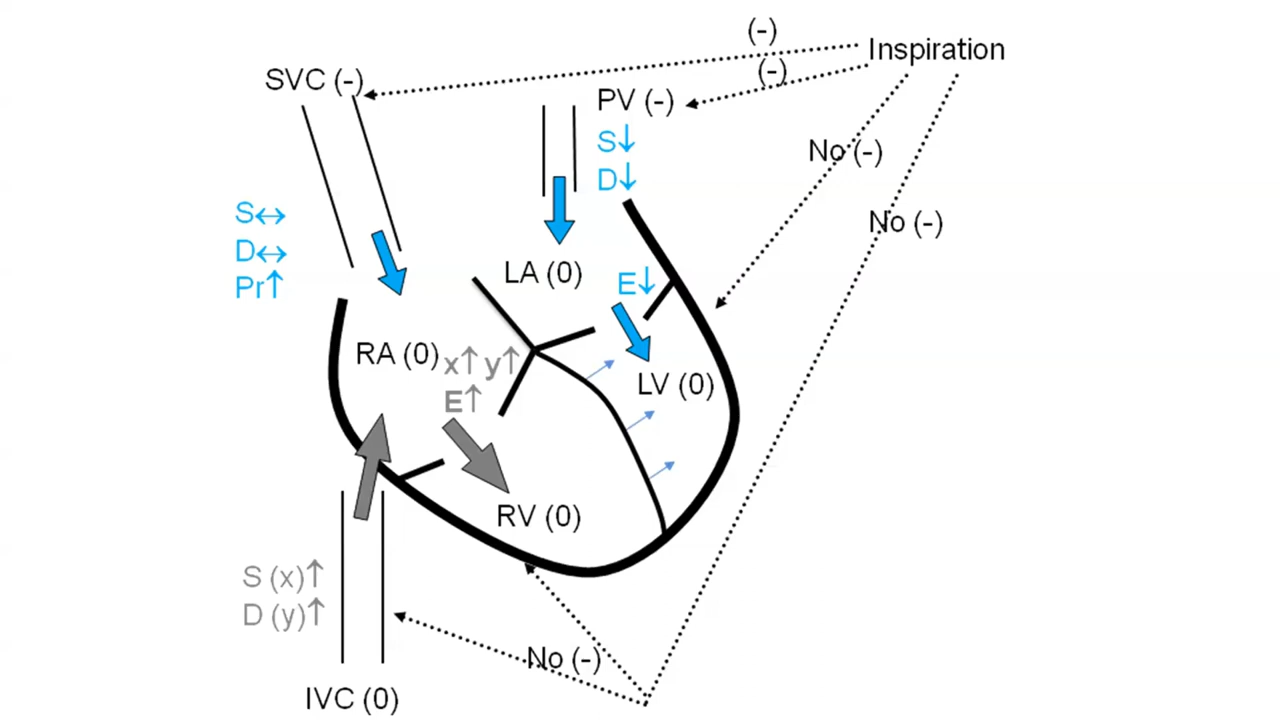 (-)
Inspiration
(-)
SVC (-)
PV (-)
S↓
D↓
No (-)
No (-)
S↔
D↔
Pr↑
LA (0)
E↓
RA (0)
x↑ y↑
E↑
LV (0)
RV (0)
S (x)↑
D (y)↑
No (-)
IVC (0)